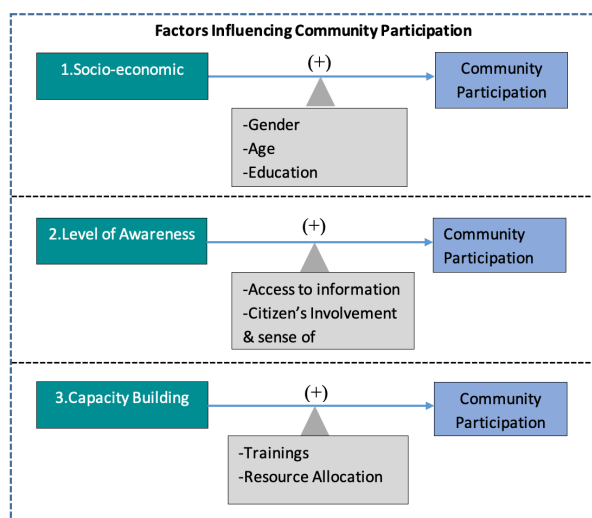 Factors Influencing Community Participation
1.Socio-economic
(+)
Community
Participation
-Gender
-Age
-Education
2.Level of Awareness
(+)
Community
Participation
-Access to information
-Citizen’s Involvement
& sense of
3.Capacity Building
(+)
Community
Participation
-Trainings
-Resource Allocation